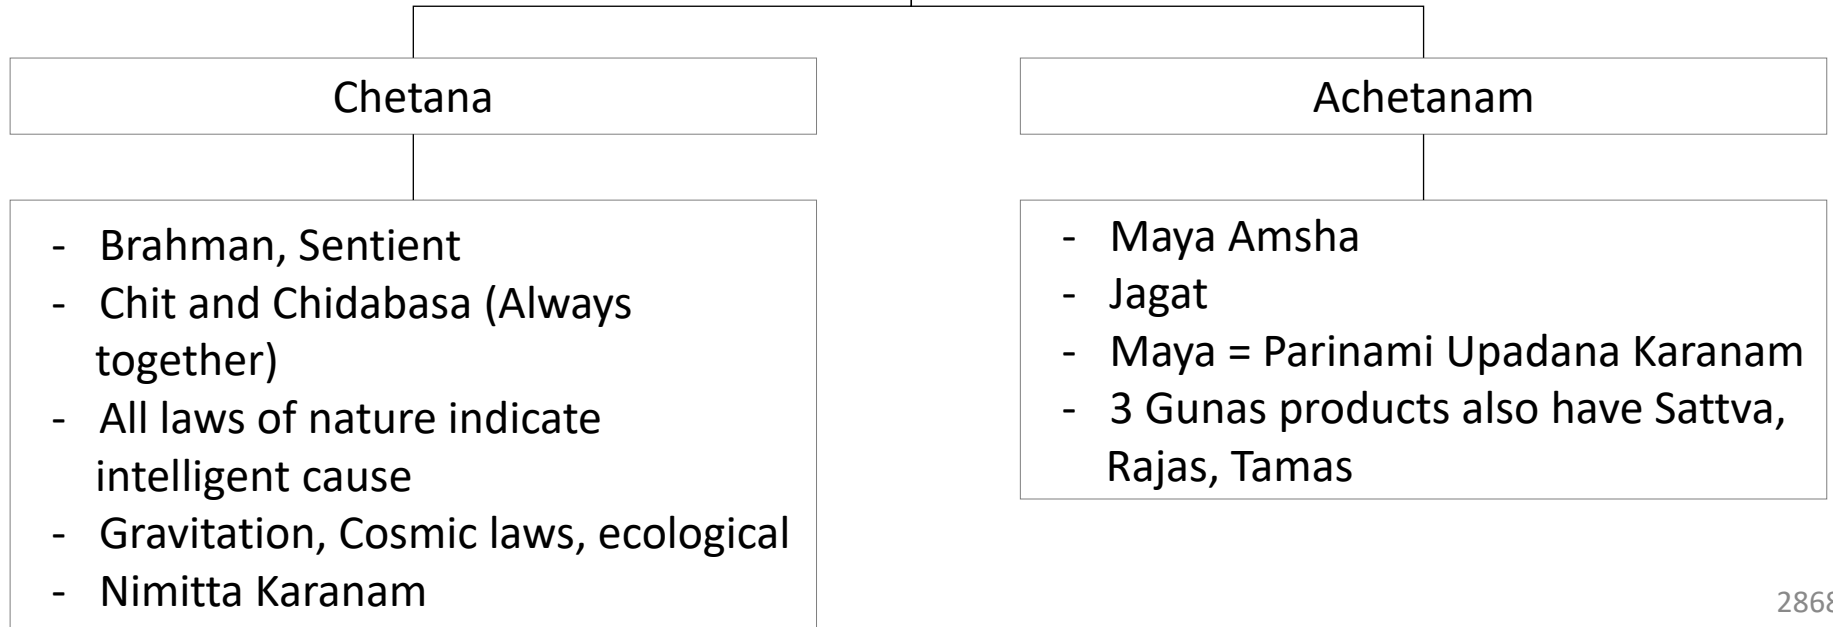 Chetana
Achetanam
- Brahman, Sentient
- Chit and Chidabasa (Always
together)
- All laws of nature indicate
intelligent cause
- Gravitation, Cosmic laws, ecological
- Nimitta Karanam
- Maya Amsha
- Jagat
- Maya = Parinami Upadana Karanam
- 3 Gunas products also have Sattva,
Rajas, Tamas
2868